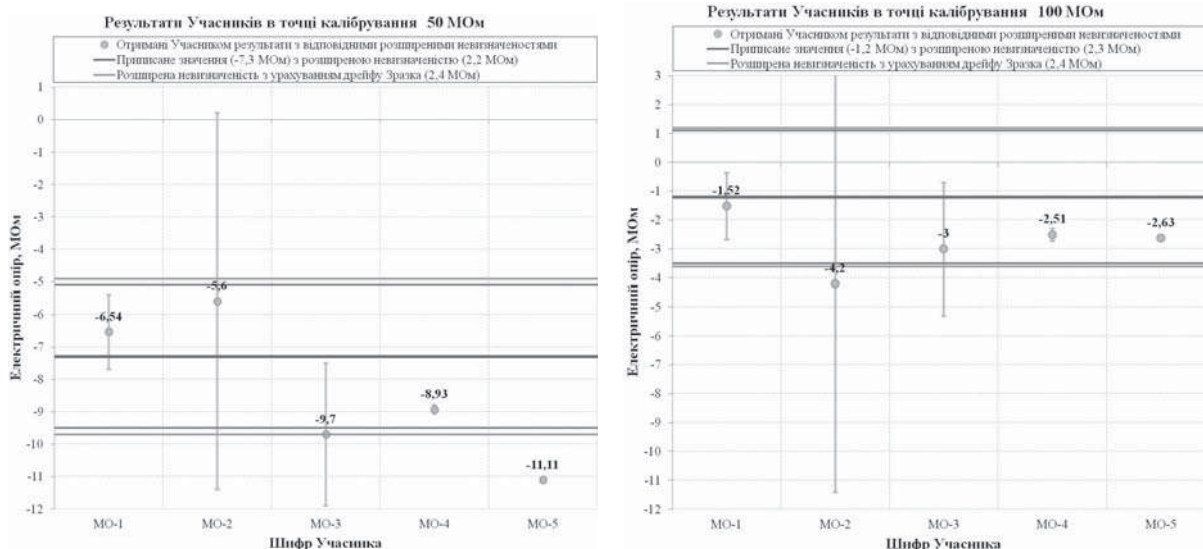 Результати Учасників в точці калібрування 50 МОм
Отримані Учасником результати з відповідними розширеними невизначеностями
Приписане значення (-7,3 МОм) з розширеною невизначеністю (2,2 МОм)
Розширена невизначеність з урахуванням дрейфу Зразка (2,4 МОм)
Електричний опір, МОм
1
0
-1
-2
-3
-4
-5
-6
-7
-8
-9
-10
-11
-12
-6,54
-5,6
-9,7
-8,93
-11,11
МО-1
МО-2
МО-3
МО-4
МО-5
Шифр Учасника
Результати Учасників в точці калібрування 100 МОм
Отримані Учасником результати з відповідними розширеними невизначеностями
Приписане значення (-1,2 МОм) з розширеною невизначеністю (2,3 МОм)
Розширена невизначеність з урахуванням дрейфу Зразка (2,4 МОм)
Електричний опір, МОм
3
2
1
0
-1
-2
-3
-4
-5
-6
-7
-8
-9
-10
-11
-12
-1,52
-4,2
-3
-2,51
-2,63
МО-1
МО-2
МО-3
МО-4
МО-5
Шифр Учасника